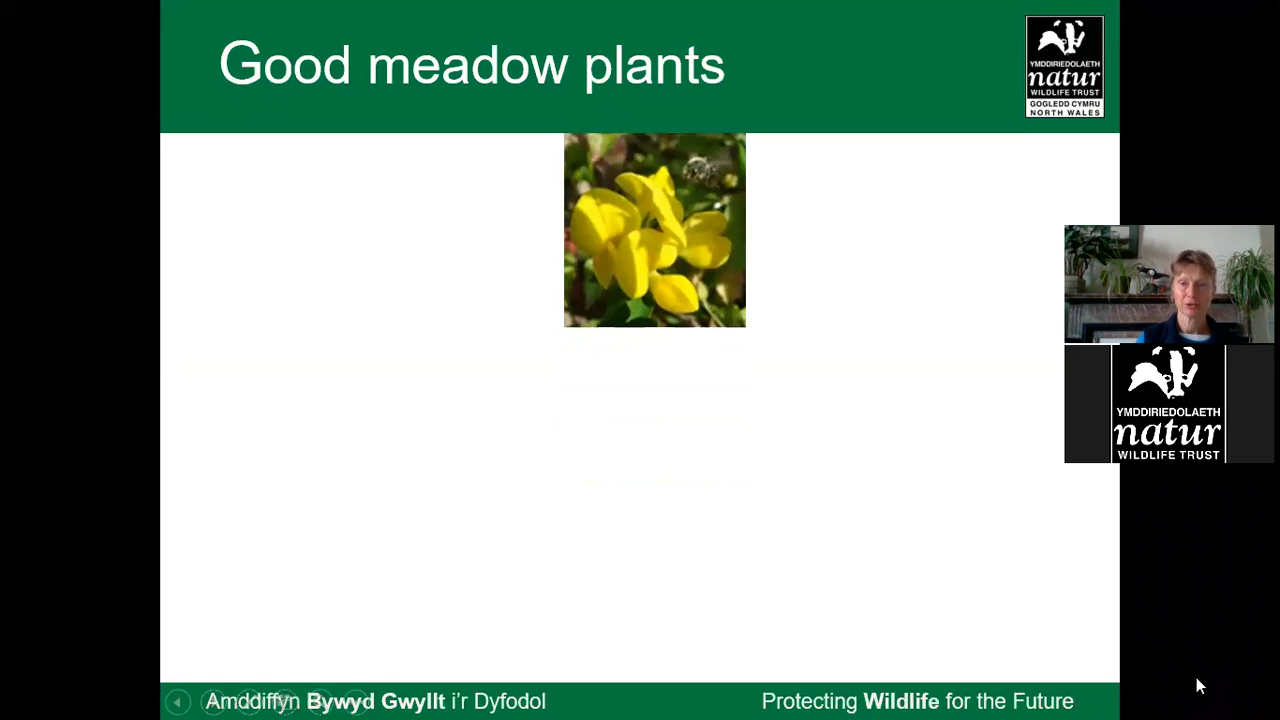 Good meadow plants
YMDDIRIEDOLAETH
natur
WILDLIFE TRUST
GOGLEDD CYMRU
NORTH WALES
YMDDIRIEDOLAETH
natur
WILDLIFE TRUST
Amddiffyn Bywyd Gwyllt i'r Dyfodol
Protecting Wildlife for the Future